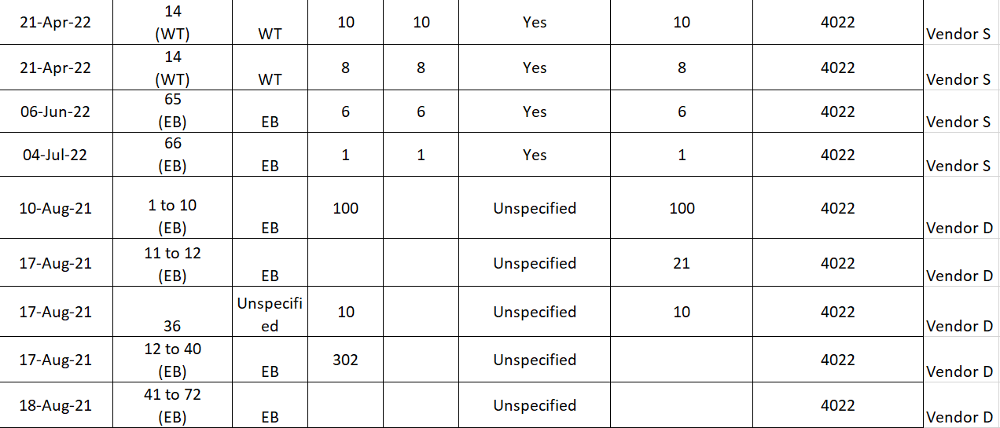 21-Apr-22 14 (WT) WT 10 10 Yes 10 4022 Vendor S
21-Apr-22 14 (WT) WT 8 8 Yes 8 4022 Vendor S
06-Jun-22 65 (EB) EB 6 6 Yes 6 4022 Vendor S
04-Jul-22 66 (EB) EB 1 1 Yes 1 4022 Vendor S
10-Aug-21 1 to 10 (EB) EB 100 Unspecified 100 4022 Vendor D
17-Aug-21 11 to 12 (EB) EB Unspecified 21 4022 Vendor D
17-Aug-21 36 Unspecified 10 Unspecified 10 4022 Vendor D
17-Aug-21 12 to 40 (EB) EB 302 Unspecified 4022 Vendor D
18-Aug-21 41 to 72 (EB) EB Unspecified 4022 Vendor D